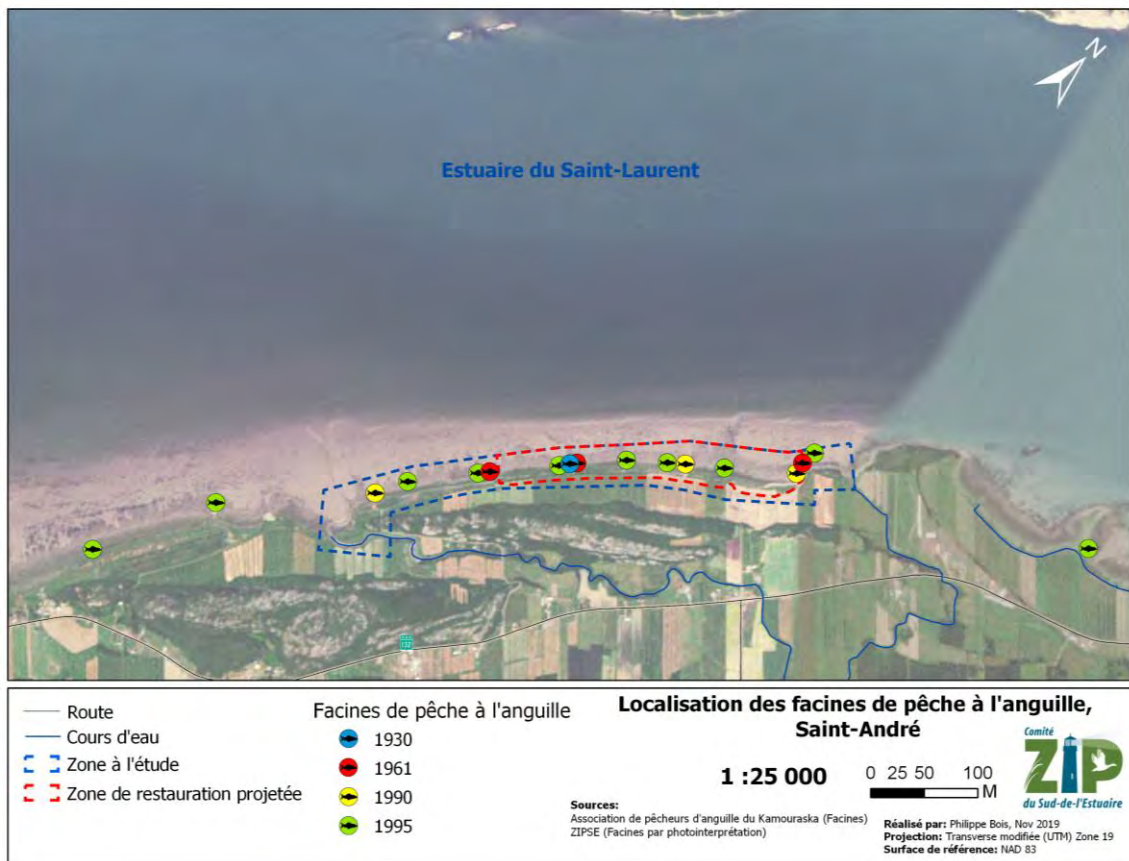 N
Estuaire du Saint-Laurent
132
Route
Cours d'eau
Zone à l'étude
Zone de restauration projetée
Facines de pêche à l'anguille
1930
1961
1990
1995
Localisation des facines de pêche à l'anguille,
Saint-André
1 :25 000
0 25 50 100
M
Sources:
Association de pêcheurs d'anguille du Kamouraska (Facines)
ZIPSE (Facines par photointerprétation)
Comité
ZIP
du Sud-de-l'Estuaire
Réalisé par: Philippe Bois, Nov 2019
Projection: Transverse modifiée (UTM) Zone 19
Surface de référence: NAD 83